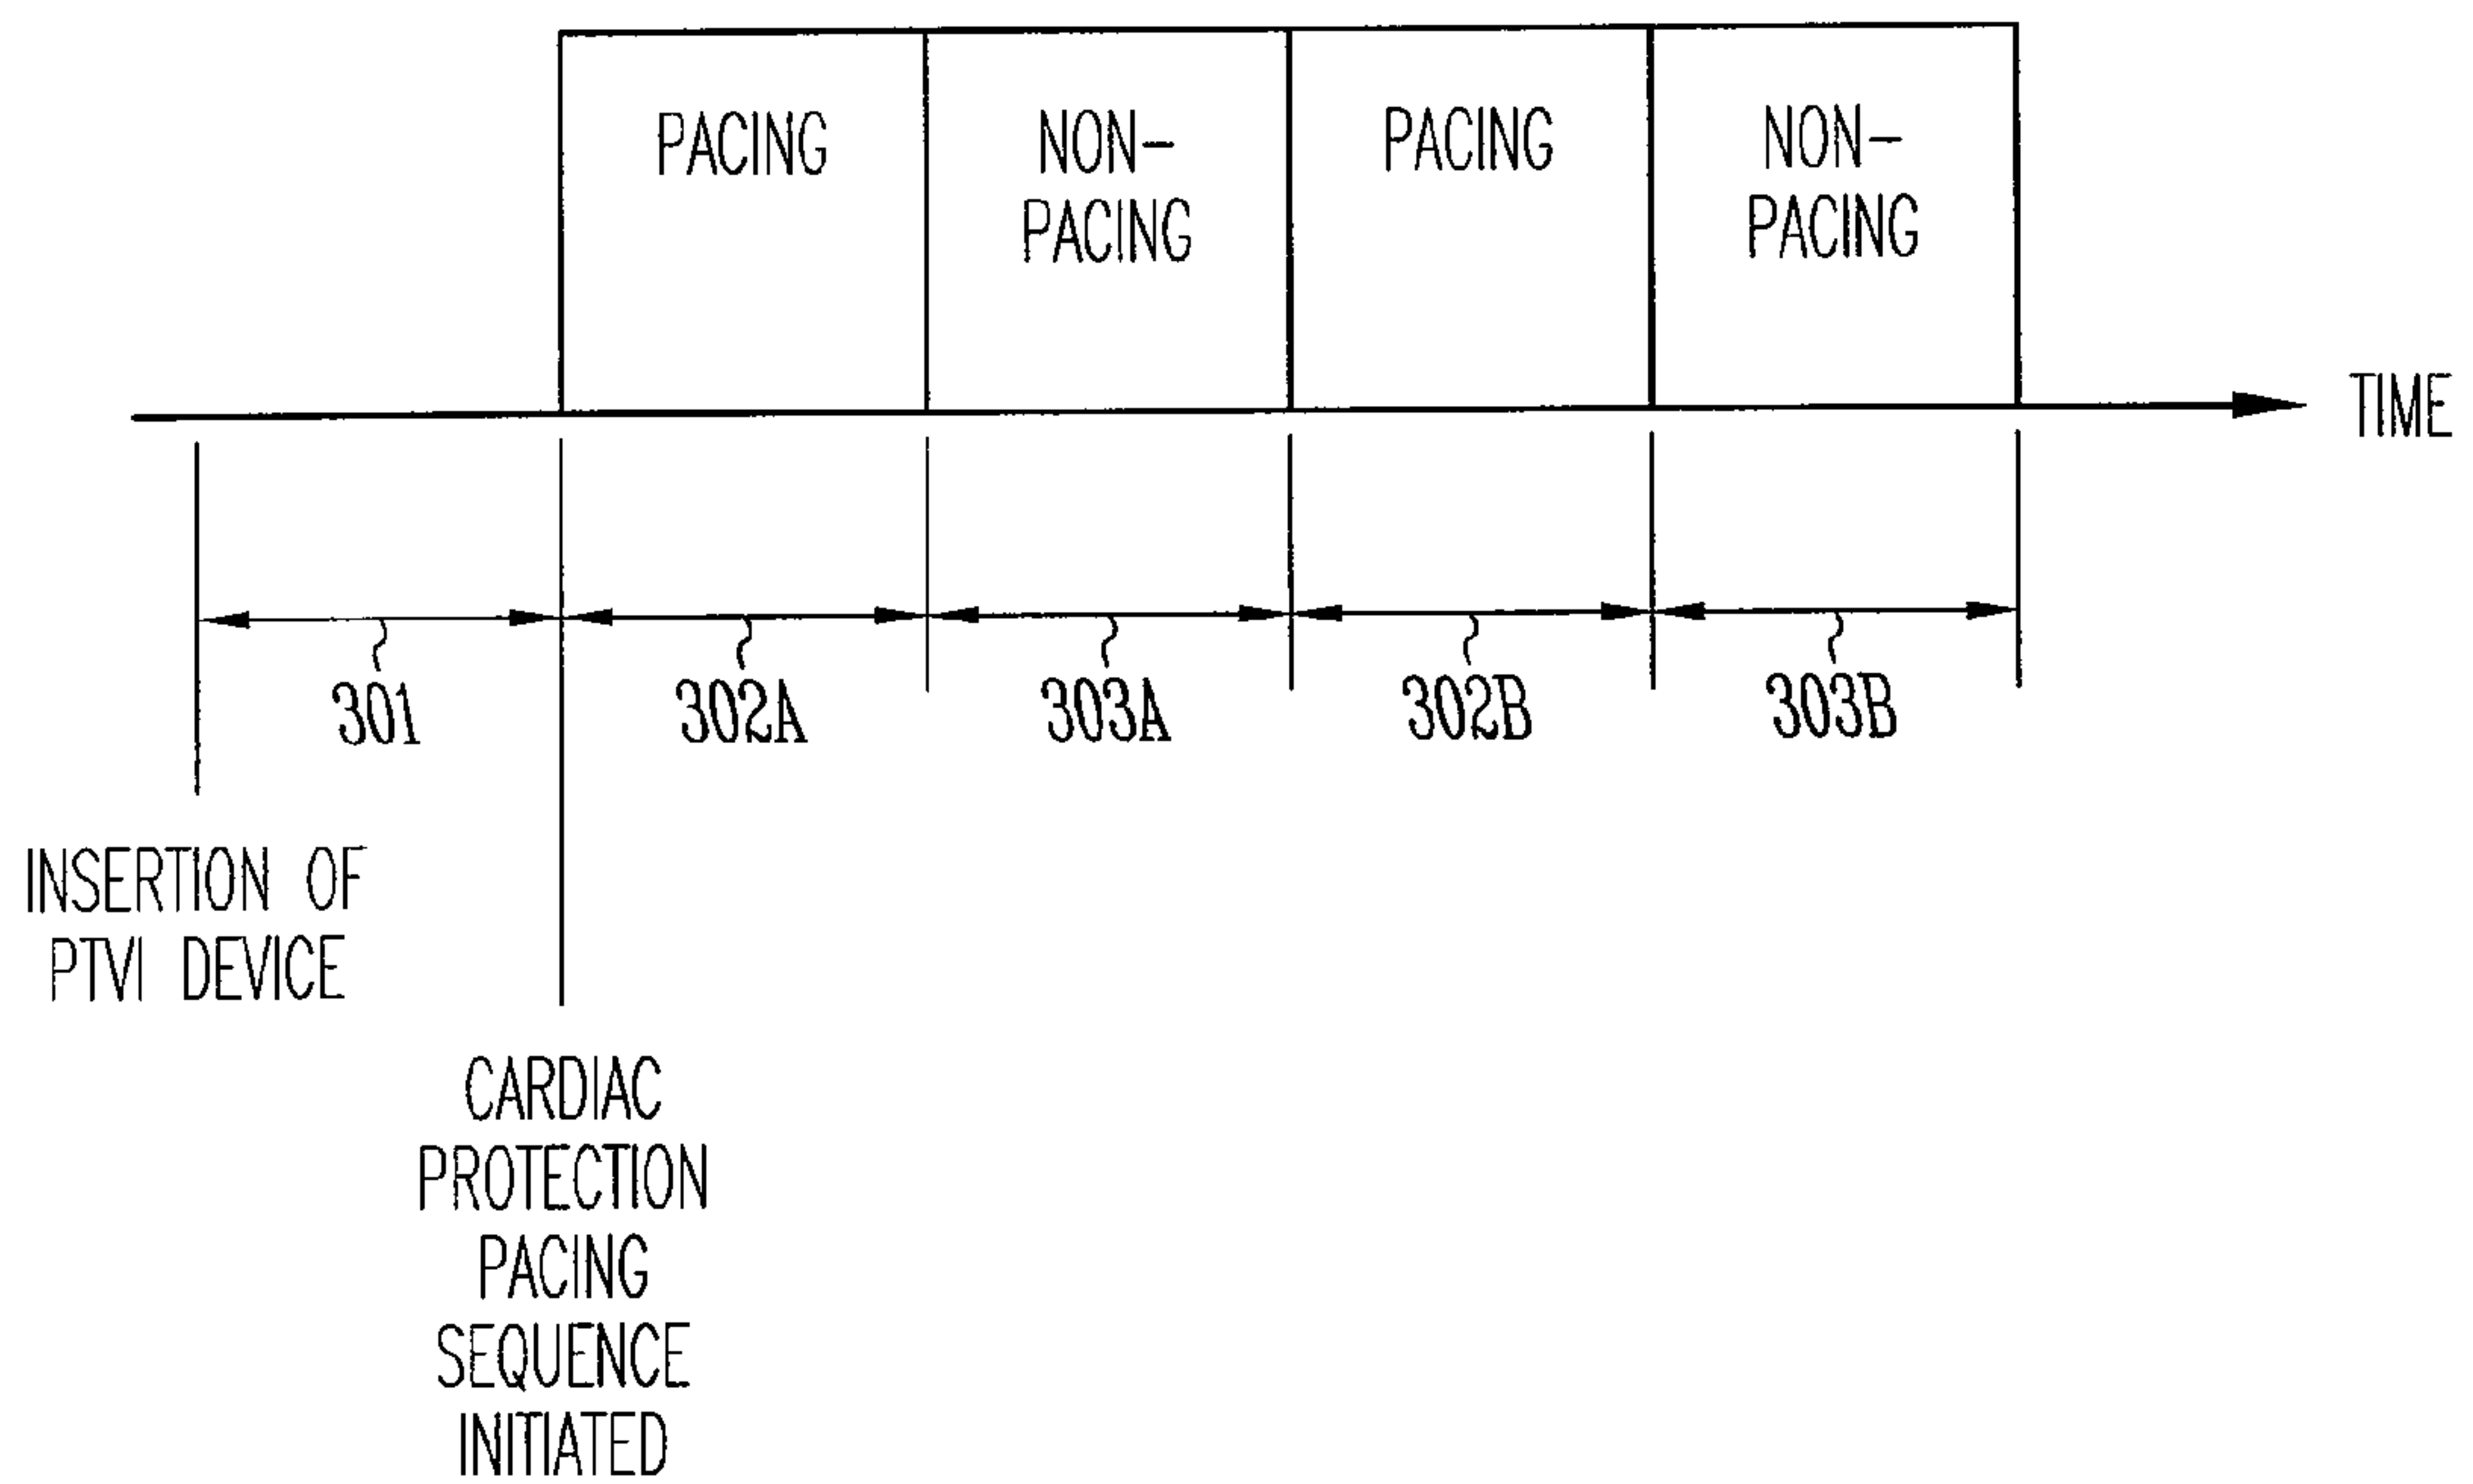 PACING
NON-
PACING
PACING
NON-
PACING
TIME
301
302A
303A
302B
303B
INSERTION OF
PTVI DEVICE
CARDIAC
PROTECTION
PACING
SEQUENCE
INITIATED